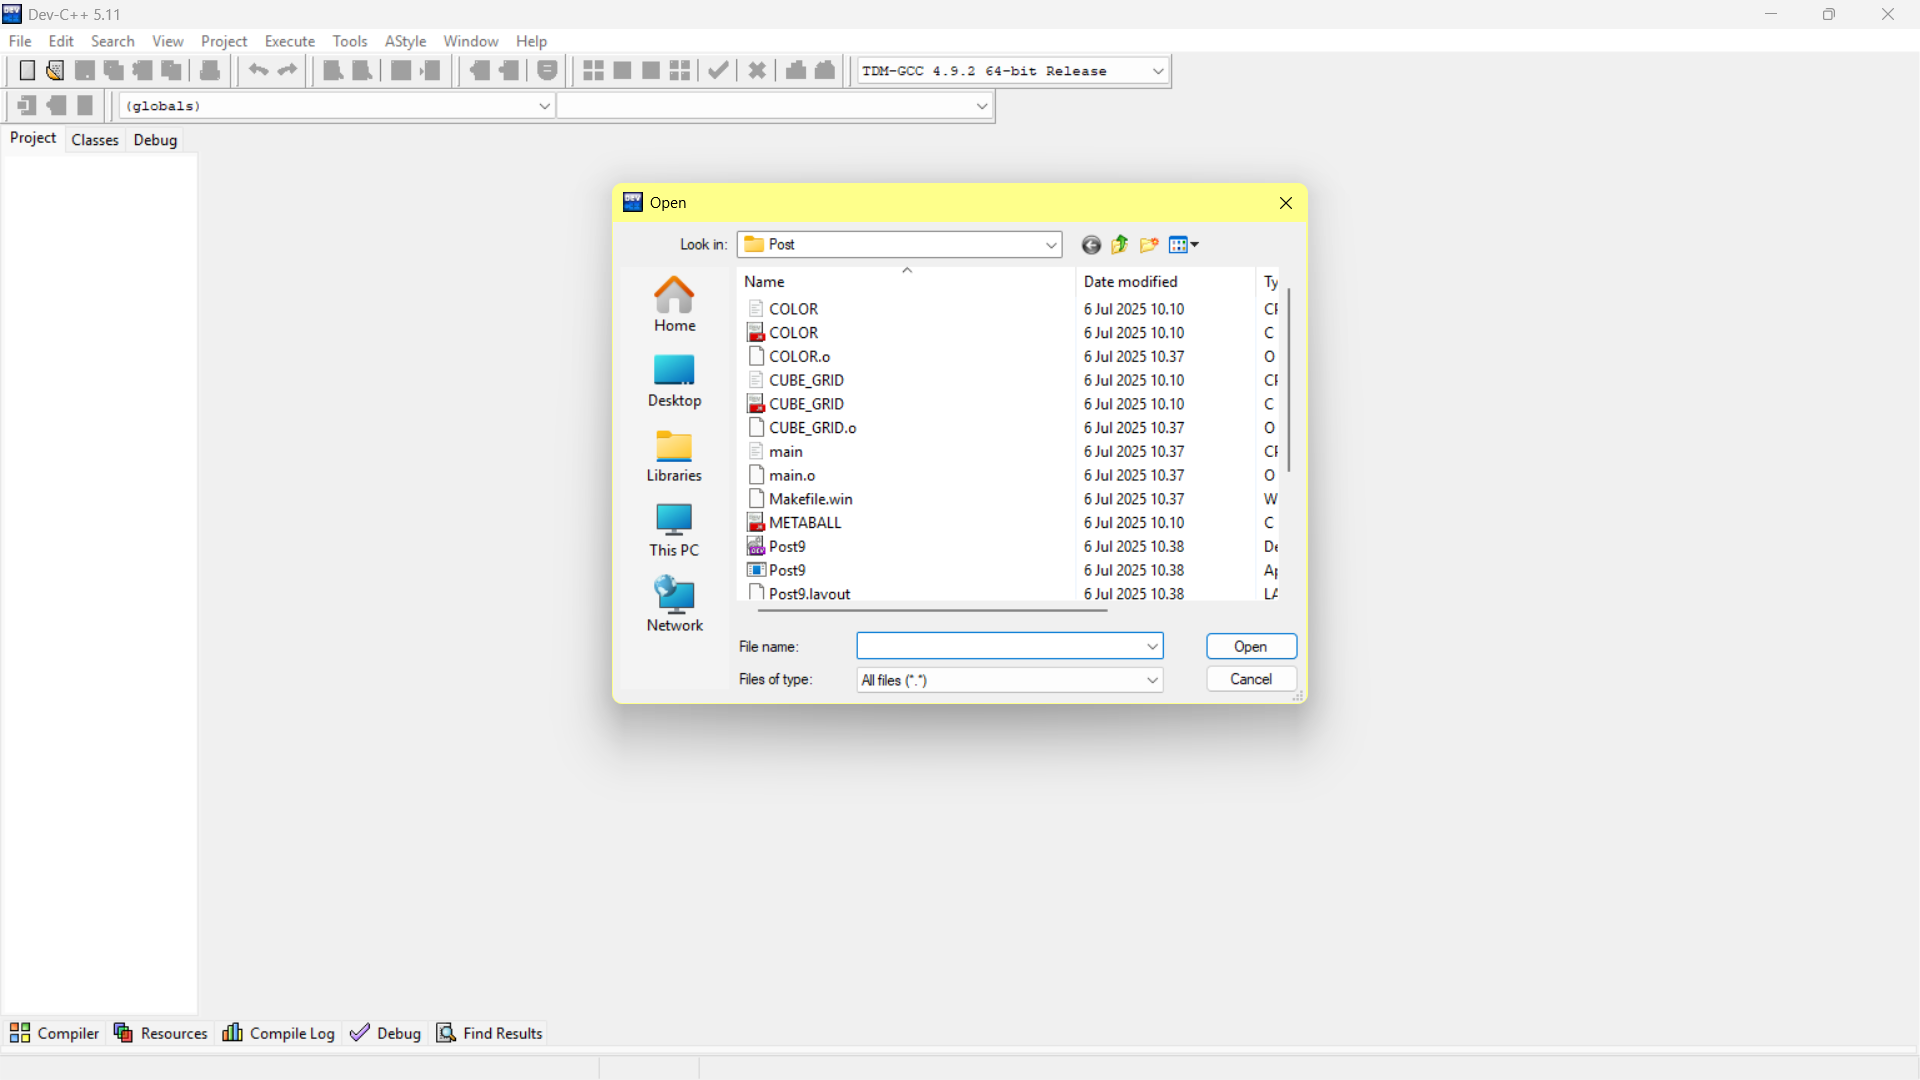 Dev-C++ 5.11
File Edit Search View Project Execute Tools AStyle Window Help
TDM-GCC 4.9.2 64-bit Release
(globals)
Project Classes Debug
Open
Look in: Post
Name Date modified Ty
COLOR 6 Jul 2025 10.10
COLOR 6 Jul 2025 10.10 C
COLOR.o 6 Jul 2025 10.37 O
CUBE_GRID 6 Jul 2025 10.10
CUBE_GRID 6 Jul 2025 10.10 C
CUBE_GRID.o 6 Jul 2025 10.37 O
main 6 Jul 2025 10.37
main.o 6 Jul 2025 10.37 O
Makefile.win 6 Jul 2025 10.37 W
METABALL 6 Jul 2025 10.10 C
Post9 6 Jul 2025 10.38 De
Post9 6 Jul 2025 10.38 Ap
Post9.layout 6 Jul 2025 10.38 LA
Home
Desktop
Libraries
This PC
Network
File name: Open
Files of type: All files (*.*) Cancel
Compiler Resources Compile Log Debug Find Results